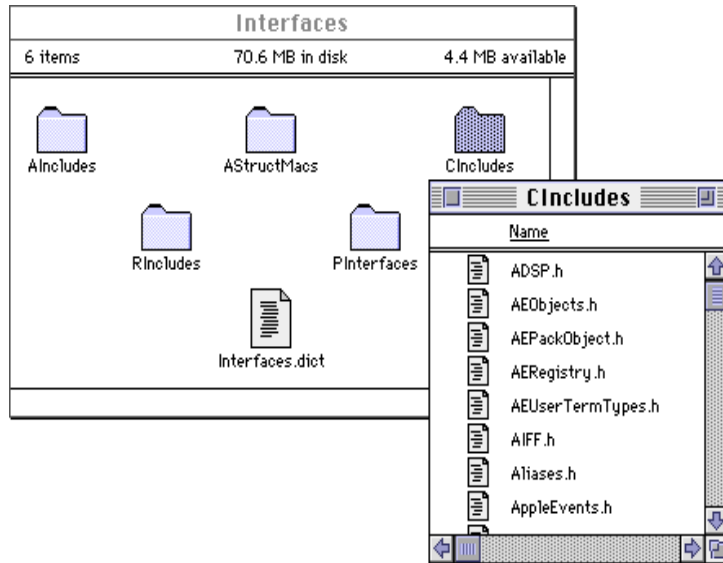 Interfaces
6 items 70.6 MB in disk 4.4 MB available
AIncludes AStructMacs CIncludes
RIncludes PInterfaces
Interfaces.dict
CIncludes
Name
ADSP.h
AEObjects.h
AEPackObject.h
AERegistry.h
AEUserTermTypes.h
AIFF.h
Aliases.h
AppleEvents.h